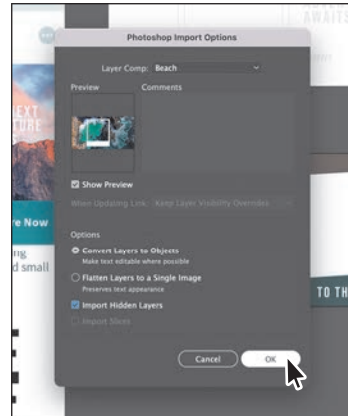 AWAITS
Photoshop Import Options
Layer Comp: Beach
Preview
Comments
EXT
TURE
Show Preview
When Updating Link: Keep Layer Visibility Overrides
re Now
Options
ng
d small
Convert Layers to Objects
Make text editable where possible
Flatten Layers to a Single Image
Preserves text appearance
TO TH
Import Hidden Layers
Import Slices
Cancel
OK